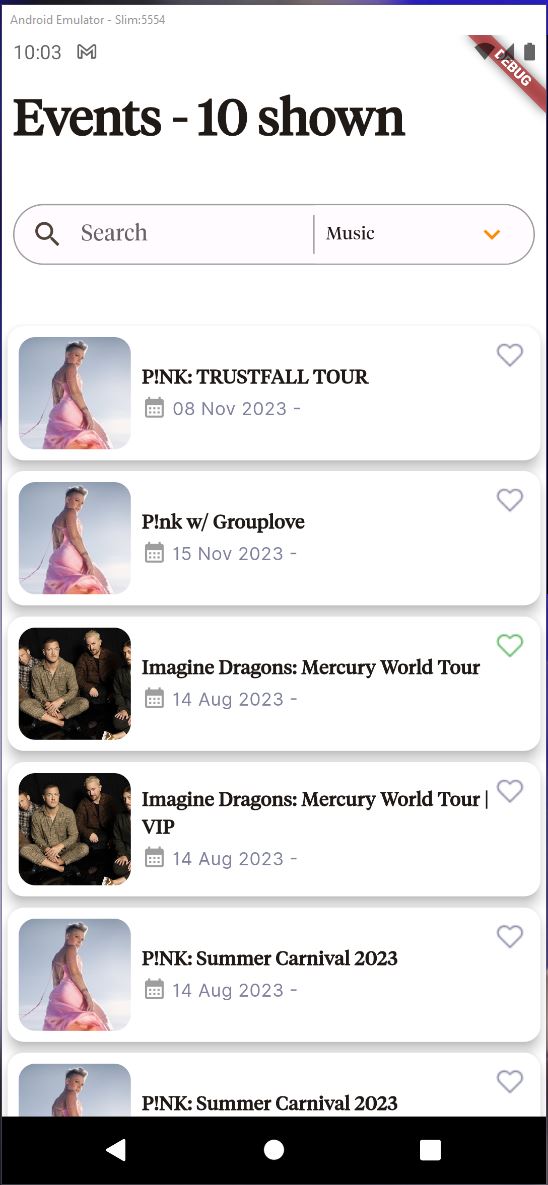 Android Emulator - Slim:5554
10:03
DEBUG
Events - 10 shown
Search
Music
P!NK: TRUSTFALL TOUR
08 Nov 2023 -
P!nk w/ Grouplove
15 Nov 2023 -
Imagine Dragons: Mercury World Tour
14 Aug 2023 -
Imagine Dragons: Mercury World Tour |
VIP
14 Aug 2023 -
P!NK: Summer Carnival 2023
14 Aug 2023 -
P!NK: Summer Carnival 2023